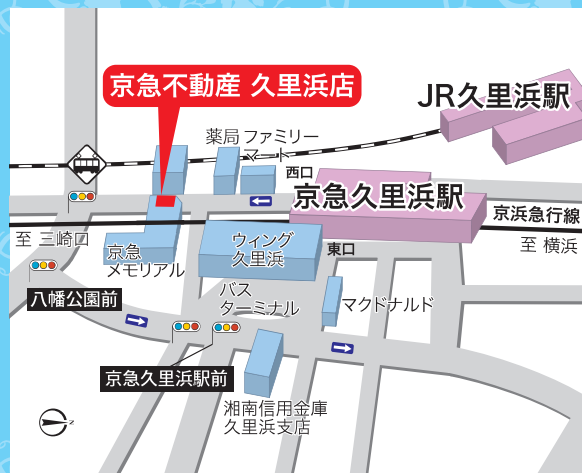 京急不動産 久里浜店
JR久里浜駅
薬局
ファミリー
マート
西口
京急久里浜駅
京浜急行線
至 三崎口
至 横浜
京急
メモリアル
ウィング
久里浜
東口
八幡公園前
バス
ターミナル
マクドナルド
京急久里浜駅前
湘南信用金庫
久里浜支店
N